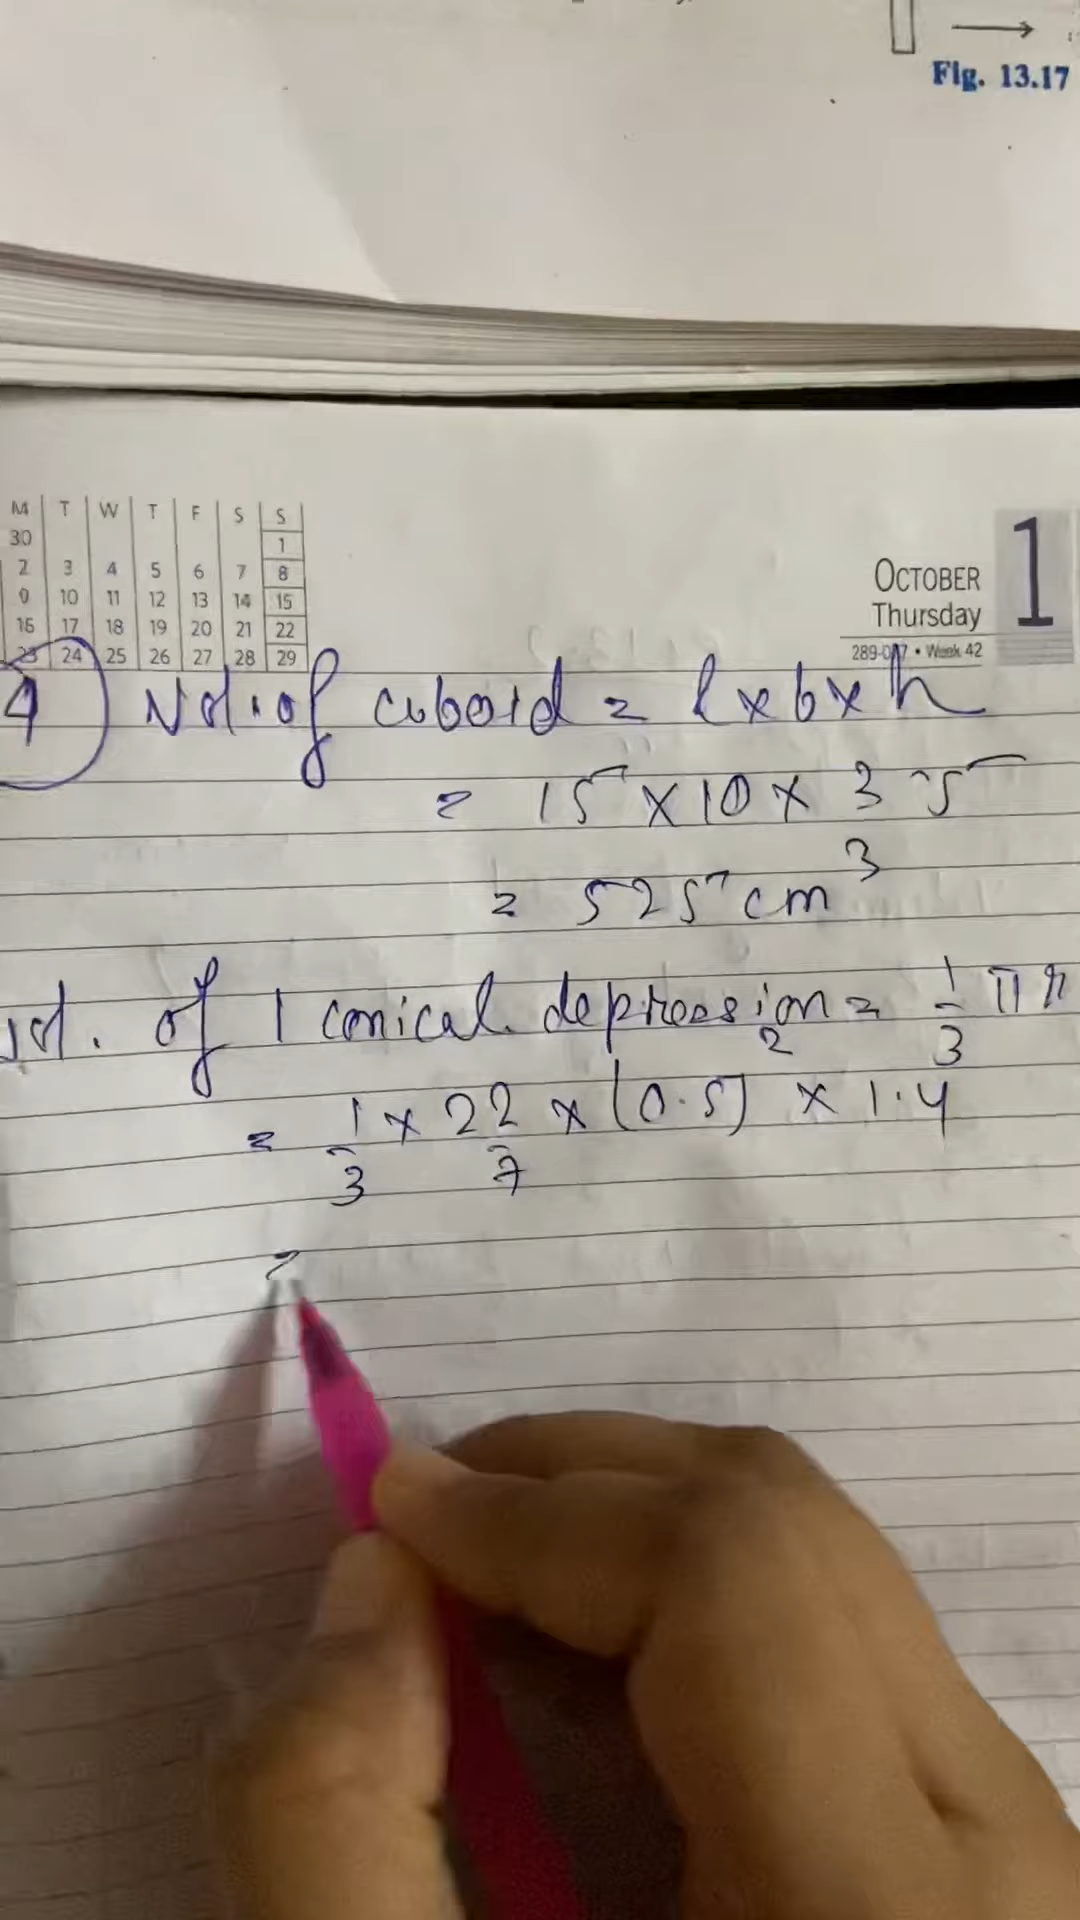 Fig. 13.17
M T W T F S S
30 1
2 3 4 5 6 7 8
9 10 11 12 13 14 15
16 17 18 19 20 21 22
23 24 25 26 27 28 29
OCTOBER
Thursday
1
Week 42
4 Vol. of cuboid = l × b × h
= 15 × 10 × 3.5
= 525 cm³
Vol. of 1 conical depression = 1/3 π r
= 1/3 × 22/7 × (0.5)² × 1.4
=